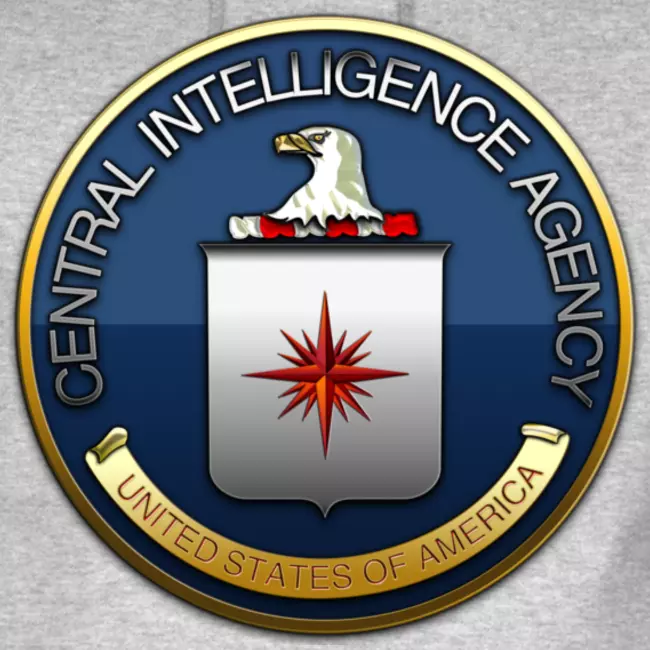 CENTRAL INTELLIGENCE AGENCY
UNITED STATES OF AMERICA